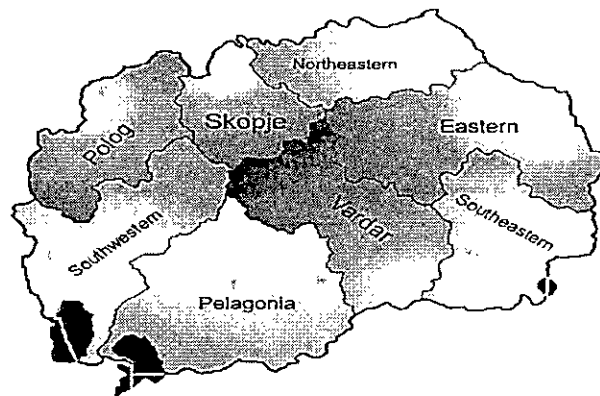 Northeastern
Skopje
Eastern
Polog
Vardar
Southeastern
Southwestern
Pelagonia